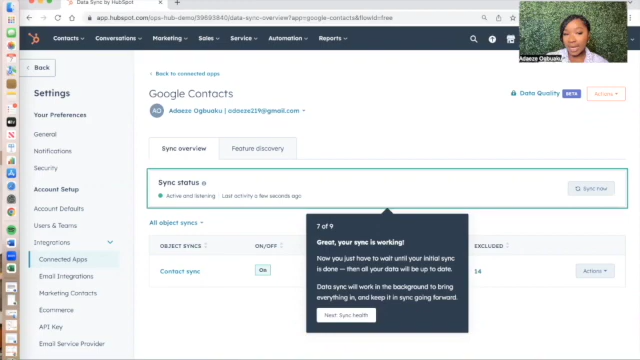 Data Sync by HubSpot
app.hubspot.com/ops-hub-demo/39693840/data-sync-overview?app=google-contacts&flowid=free
Contacts
Conversations
Marketing
Sales
Service
Automation
Reports
Adaeze Ogbuaku
Back
Settings
Your Preferences
General
Notifications
Security
Account Setup
Account Defaults
Users & Teams
Integrations
Connected Apps
Email Integrations
Marketing Contacts
Ecommerce
API Key
Email Service Provider
Back to connected apps
Google Contacts
AD
Adaeze Ogbuaku | adaeze219@gmail.com
Data Quality
BETA
Actions
Sync overview
Feature discovery
Sync status
Active and listening
Last activity a few seconds ago
Sync now
All object syncs
OBJECT SYNCS
ON/OFF
EXCLUDED
Contact sync
On
14
Actions
7 of 9
Great, your sync is working!
Now you just have to wait until your initial sync
is done — then all your data will be up to date.
Data sync will work in the background to bring
everything in, and keep it in sync going forward.
Next: Sync health